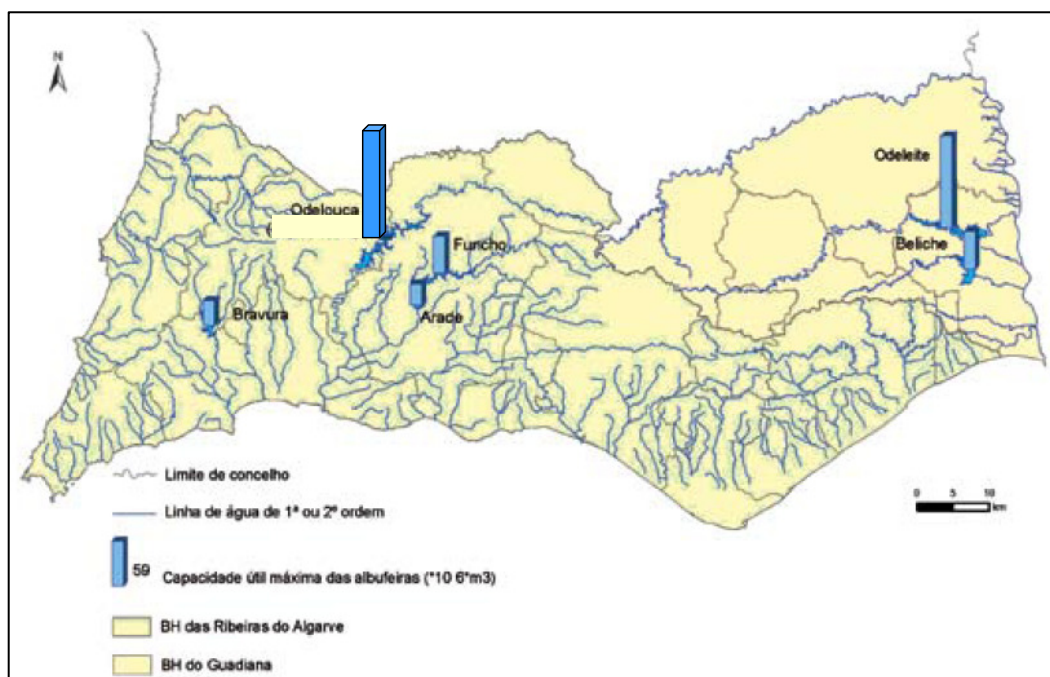 N
Odeleite
Odelouca
Beliche
Funcho
Bravura
Arade
Limite de concelho
Linha de água de 1ª ou 2ª ordem
0 5 10
km
59 Capacidade útil máxima das albufeiras (*10 6*m3)
BH das Ribeiras do Algarve
BH do Guadiana